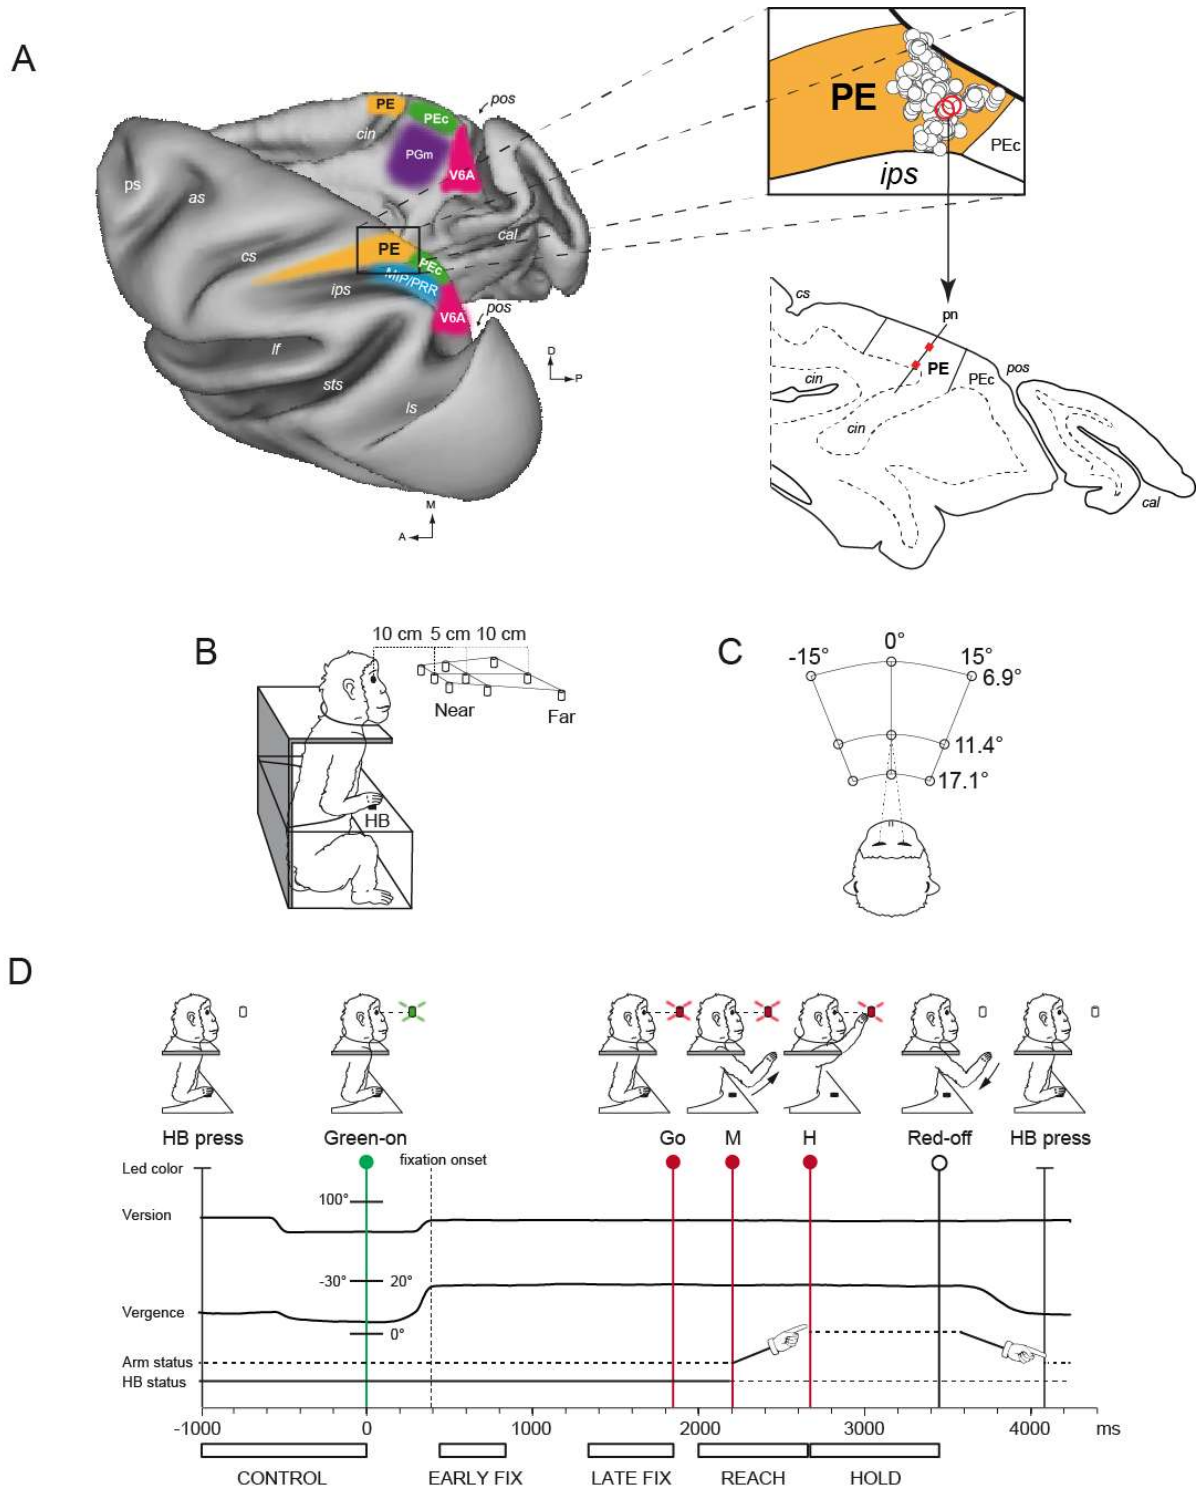 A
PE
PEc
pos
cin
PGm
V6A
ps
as
cs
PE
PEc
cal
ips
MIP/PRR
V6A
pos
lf
sts
ls
D
P
M
A
PE
PEc
ips
cs
pn
PE
PEc
pos
cin
cin
cal
B
10 cm 5 cm 10 cm
Near
Far
HB
C
-15° 0° 15°
6.9°
11.4°
17.1°
D
HB press Green-on Go M H Red-off HB press
fixation onset
Led color
100°
Version
-30° 20°
Vergence
0°
Arm status
HB status
-1000 0 1000 2000 3000 4000 ms
CONTROL EARLY FIX LATE FIX REACH HOLD